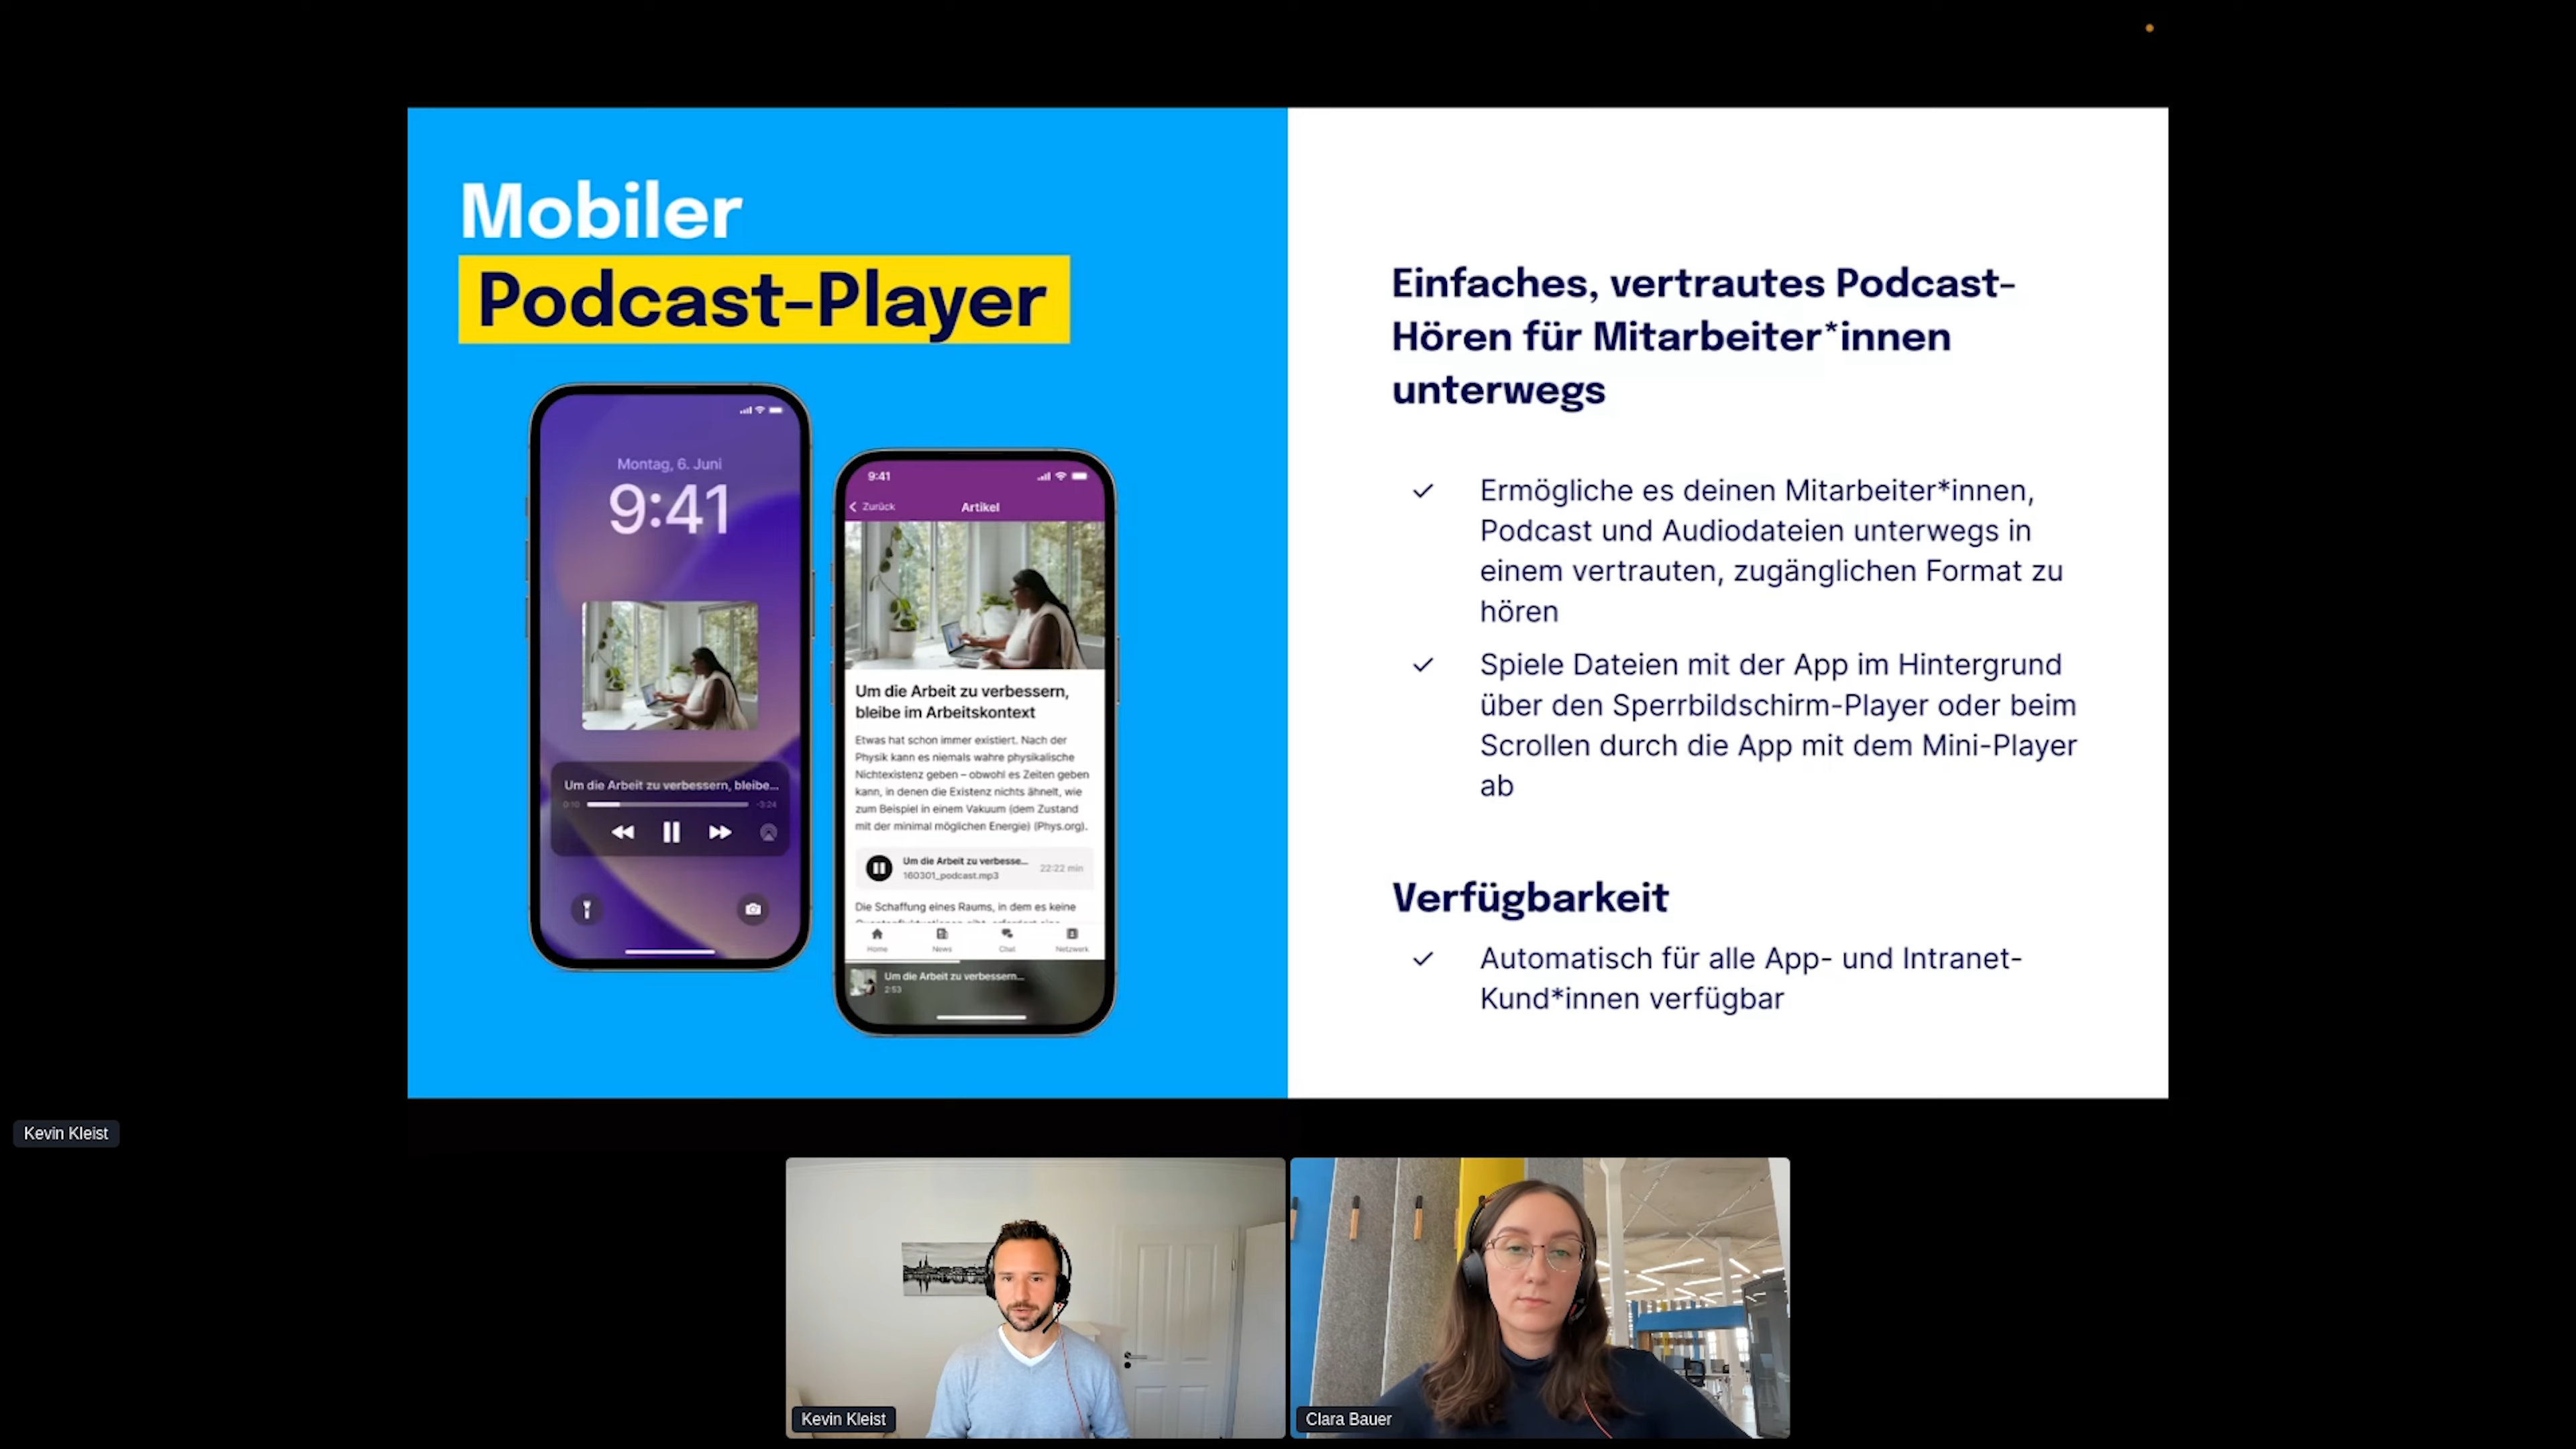 Mobiler
Podcast-Player
Montag, 6. Juni
9:41
Um die Arbeit zu verbessern, bleibe...
0:10
-3:24
9:41
Zurück
Artikel
Um die Arbeit zu verbessern,
bleibe im Arbeitskontext
Etwas hat schon immer existiert. Nach der
Physik kann es niemals wahre physikalische
Nichtexistenz geben – obwohl es Zeiten geben
kann, in denen die Existenz nichts ähnelt, wie
zum Beispiel in einem Vakuum (dem Zustand
mit der minimal möglichen Energie) (Phys.org).
Um die Arbeit zu verbesse...
160301_podcast.mp3
22:22 min
Die Schaffung eines Raums, in dem es keine
Home
News
Chat
Netzwerk
Um die Arbeit zu verbessern...
2:53
Einfaches, vertrautes Podcast-
Hören für Mitarbeiter*innen
unterwegs
Ermögliche es deinen Mitarbeiter*innen,
Podcast und Audiodateien unterwegs in
einem vertrauten, zugänglichen Format zu
hören
Spiele Dateien mit der App im Hintergrund
über den Sperrbildschirm-Player oder beim
Scrollen durch die App mit dem Mini-Player
ab
Verfügbarkeit
Automatisch für alle App- und Intranet-
Kund*innen verfügbar
Kevin Kleist
Kevin Kleist
Clara Bauer